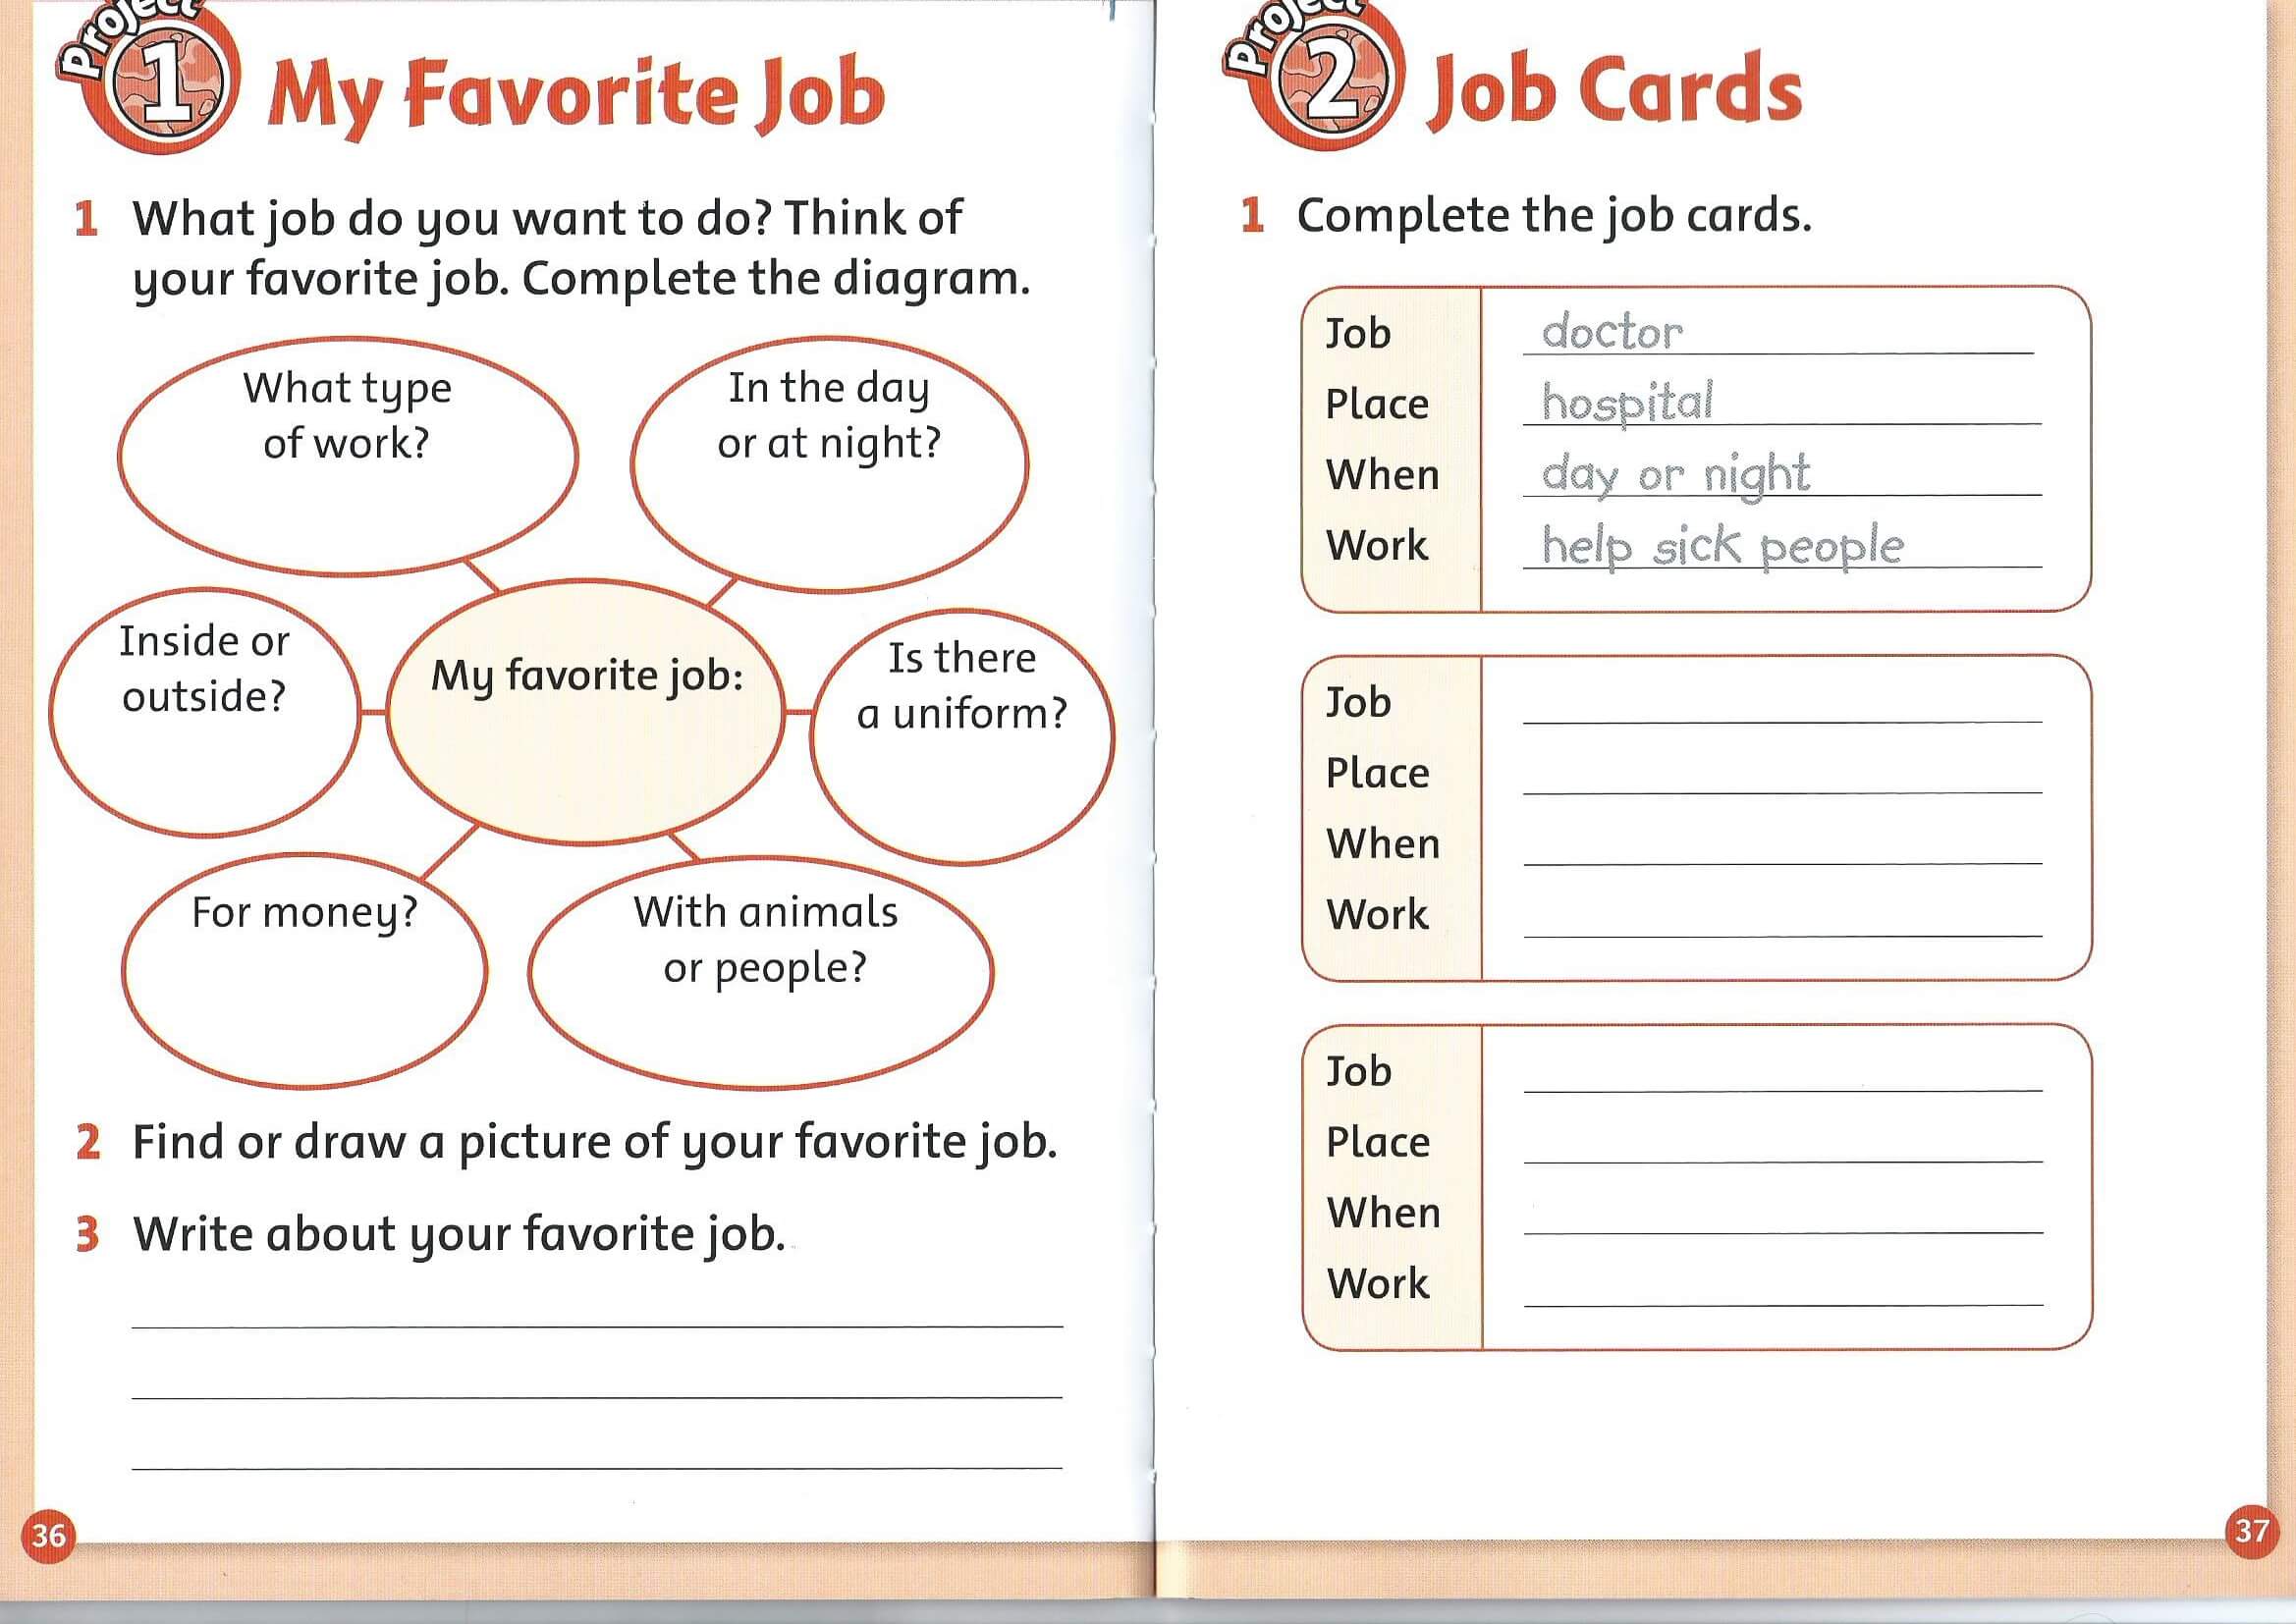 Project
1
My Favorite Job
1 What job do you want to do? Think of
your favorite job. Complete the diagram.
What type
of work?
In the day
or at night?
Inside or
outside?
My favorite job:
Is there
a uniform?
For money?
With animals
or people?
2 Find or draw a picture of your favorite job.
3 Write about your favorite job.
36
Project
2
Job Cards
1 Complete the job cards.
Job doctor
Place hospital
When day or night
Work help sick people
Job
Place
When
Work
Job
Place
When
Work
37